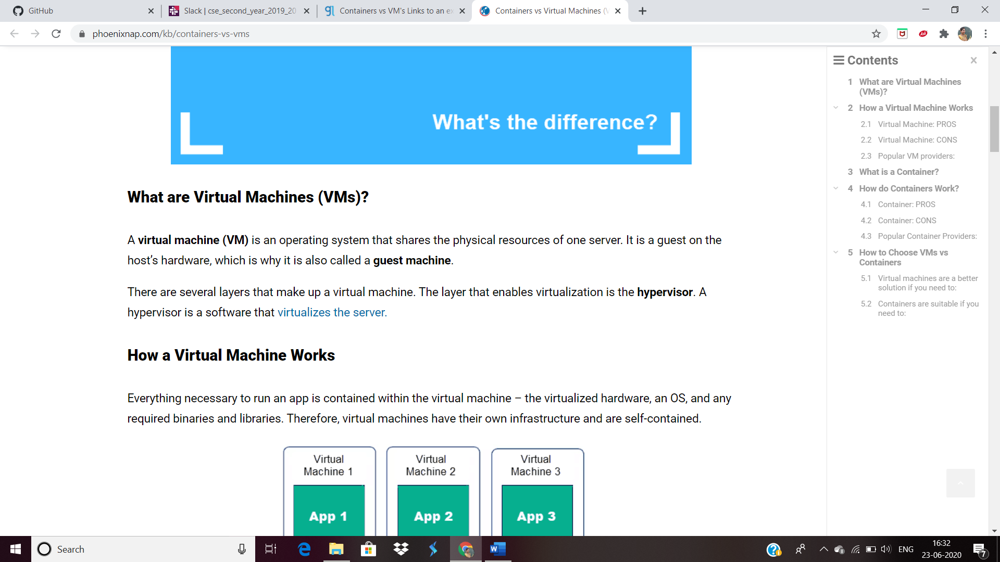 GitHub
Slack | cse_second_year_2019_20
Containers vs VM's Links to an ex
Containers vs Virtual Machines (V
phoenixnap.com/kb/containers-vs-vms
Ask
What's the difference?
What are Virtual Machines (VMs)?
A virtual machine (VM) is an operating system that shares the physical resources of one server. It is a guest on the
host’s hardware, which is why it is also called a guest machine.
There are several layers that make up a virtual machine. The layer that enables virtualization is the hypervisor. A
hypervisor is a software that virtualizes the server.
How a Virtual Machine Works
Everything necessary to run an app is contained within the virtual machine – the virtualized hardware, an OS, and any
required binaries and libraries. Therefore, virtual machines have their own infrastructure and are self-contained.
Virtual
Machine 1
App 1
Virtual
Machine 2
App 2
Virtual
Machine 3
App 3
Contents
1 What are Virtual Machines
(VMs)?
2 How a Virtual Machine Works
2.1 Virtual Machine: PROS
2.2 Virtual Machine: CONS
2.3 Popular VM providers:
3 What is a Container?
4 How do Containers Work?
4.1 Container: PROS
4.2 Container: CONS
4.3 Popular Container Providers:
5 How to Choose VMs vs
Containers
5.1 Virtual machines are a better
solution if you need to:
5.2 Containers are suitable if you
need to:
Search
W
ENG
16:32
23-06-2020
7